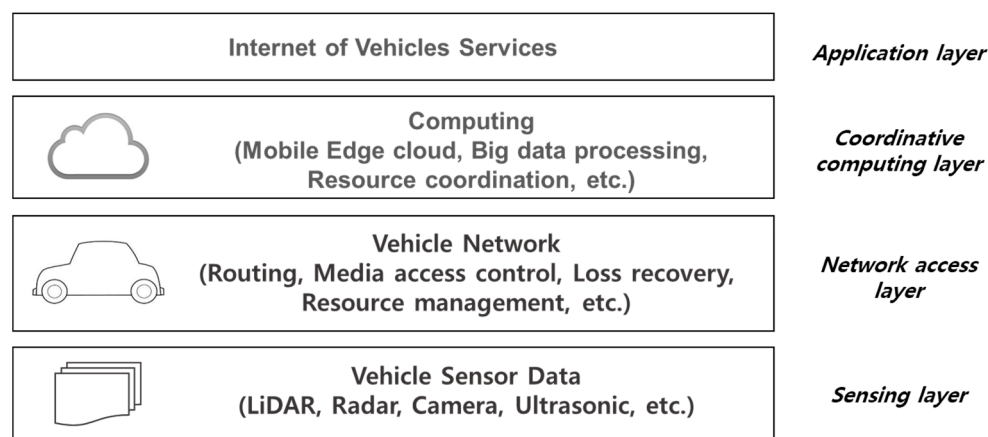 Internet of Vehicles Services
Application layer
Computing
(Mobile Edge cloud, Big data processing,
Resource coordination, etc.)
Coordinative
computing layer
Vehicle Network
(Routing, Media access control, Loss recovery,
Resource management, etc.)
Network access
layer
Vehicle Sensor Data
(LiDAR, Radar, Camera, Ultrasonic, etc.)
Sensing layer